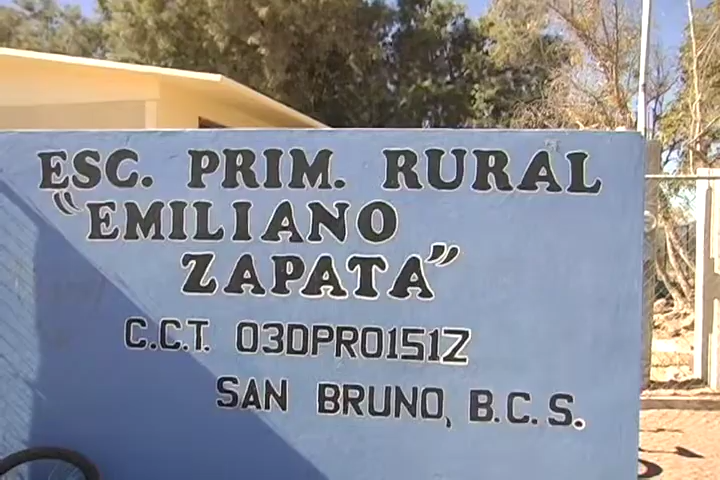 ESC. PRIM. RURAL
"EMILIANO
ZAPATA"
C.C.T. 03DPR0151Z
SAN BRUNO, B.C.S.